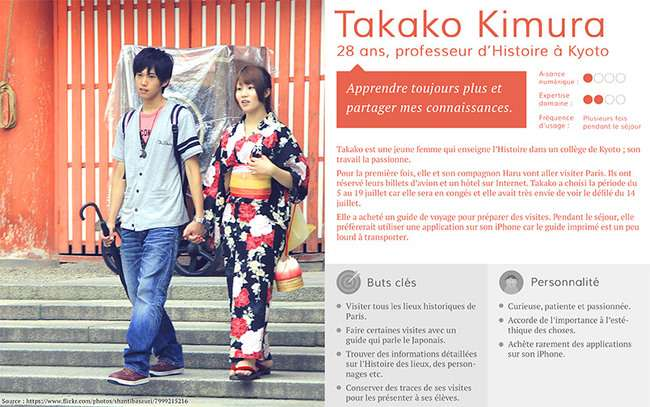 Takako Kimura
28 ans, professeur d'Histoire à Kyoto
Apprendre toujours plus et
partager mes connaissances.
Aisance
numérique :
Expertise
domaine :
Fréquence
d'usage :
Plusieurs fois
pendant le séjour
Takako est une jeune femme qui enseigne l'Histoire dans un collège de Kyoto ; son
travail la passionne.
Pour la première fois, elle et son compagnon Haru vont aller visiter Paris. Ils ont
réservé leurs billets d'avion et un hôtel sur Internet. Takako a choisi la période du
5 au 19 juillet car elle sera en congés et elle avait très envie de voir le défilé du 14
juillet.
Elle a acheté un guide de voyage pour préparer des visites. Pendant le séjour, elle
préfèrerait utiliser une application sur son iPhone car le guide imprimé est un peu
lourd à transporter.
Buts clés
Visiter tous les lieux historiques de
Paris.
Faire certaines visites avec un
guide qui parle le Japonais.
Trouver des informations détaillées
sur l'Histoire des lieux, des person-
nages etc.
Conserver des traces de ses visites
pour les présenter à ses élèves.
Personnalité
Curieuse, patiente et passionnée.
Accorde de l'importance à l'esté-
thique des choses.
Achète rarement des applications
sur son iPhone.
Source : https://www.flickr.com/photos/shantibasauri/7999215216